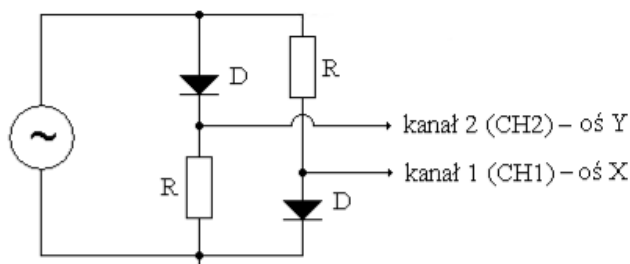 D
R
kanał 2 (CH2) – oś Y
~
kanał 1 (CH1) – oś X
R
D